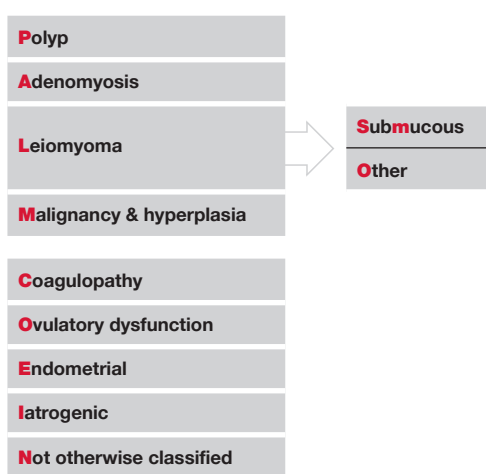 Polyp
Adenomyosis
Leiomyoma
Submucous
Other
Malignancy & hyperplasia
Coagulopathy
Ovulatory dysfunction
Endometrial
Iatrogenic
Not otherwise classified